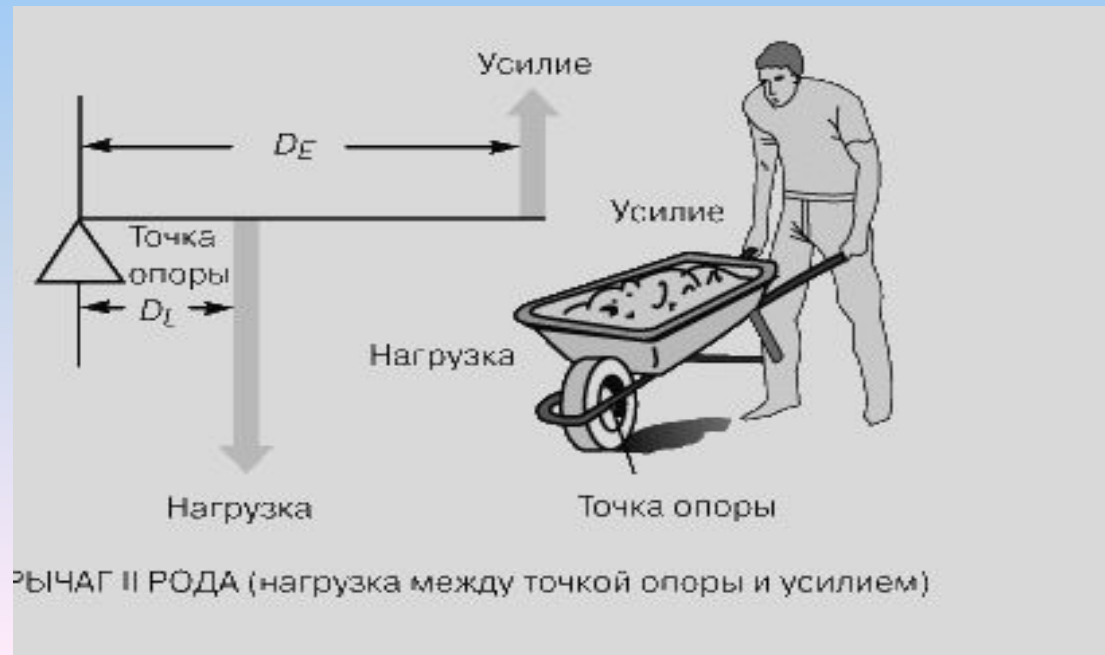 Усилие
D_E
Точка
опоры
D_L
Нагрузка
Усилие
Нагрузка
Точка опоры
РЫЧАГ II РОДА (нагрузка между точкой опоры и усилием)